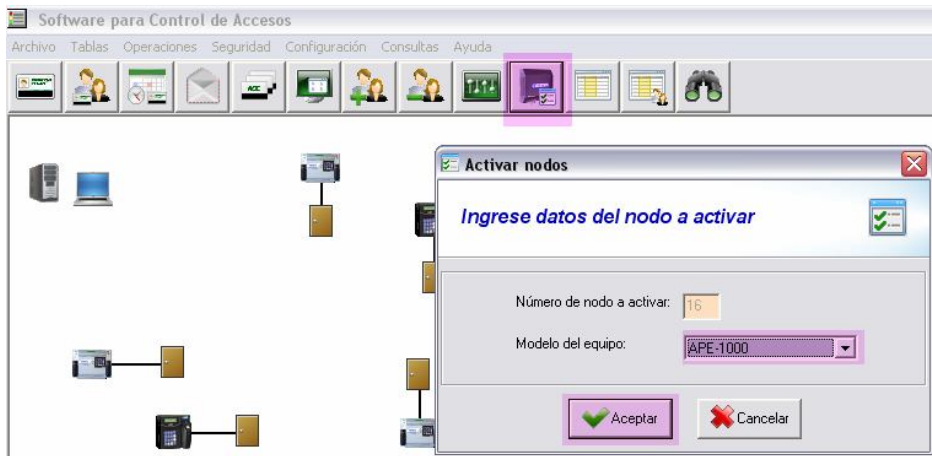 Software para Control de Accesos
Archivo Tablas Operaciones Seguridad Configuración Consultas Ayuda
ACC
Activar nodos
Ingrese datos del nodo a activar
Número de nodo a activar: 16
Modelo del equipo: APE-1000
Aceptar Cancelar